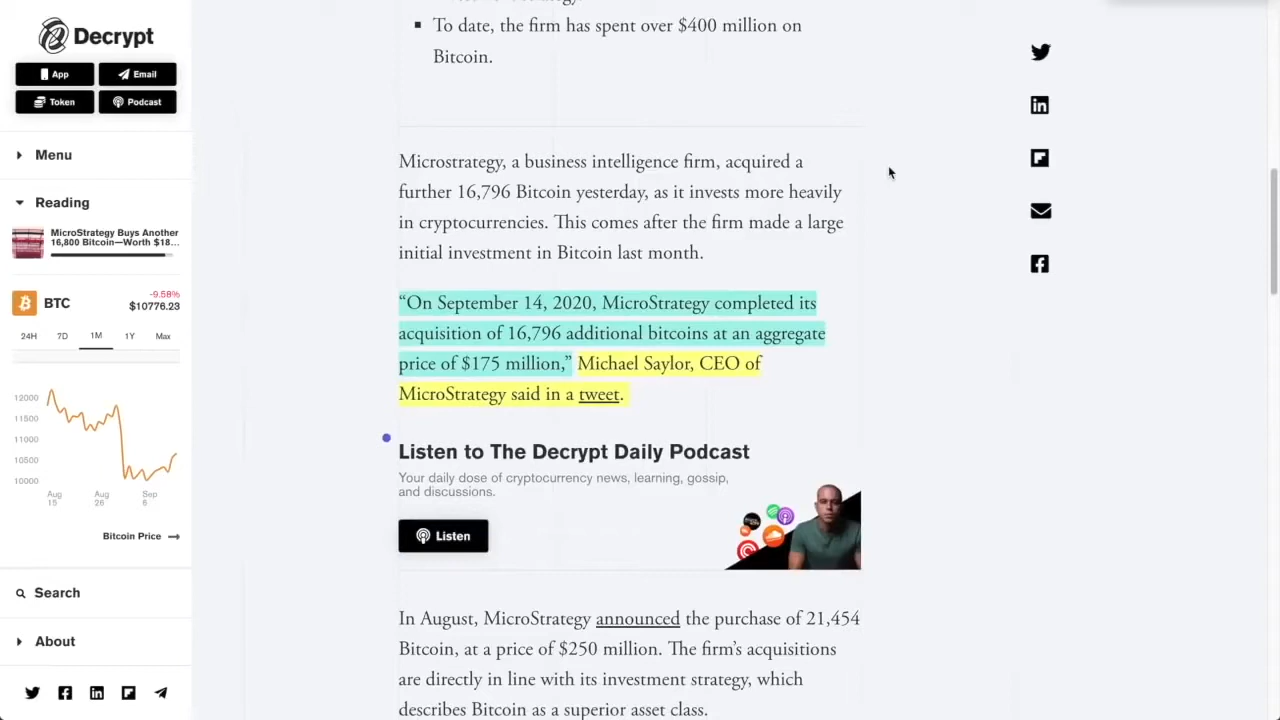 Decrypt
App
Email
Token
Podcast
Menu
Reading
MicroStrategy Buys Another
16,800 Bitcoin—Worth $18...
BTC
-9.58%
$10776.23
24H 7D 1M 1Y Max
12000
11500
11000
10500
10000
Aug 15
Aug 26
Sep 6
Bitcoin Price
Search
About
To date, the firm has spent over $400 million on
Bitcoin.
Microstrategy, a business intelligence firm, acquired a
further 16,796 Bitcoin yesterday, as it invests more heavily
in cryptocurrencies. This comes after the firm made a large
initial investment in Bitcoin last month.
“On September 14, 2020, MicroStrategy completed its
acquisition of 16,796 additional bitcoins at an aggregate
price of $175 million,” Michael Saylor, CEO of
MicroStrategy said in a tweet.
Listen to The Decrypt Daily Podcast
Your daily dose of cryptocurrency news, learning, gossip,
and discussions.
Listen
In August, MicroStrategy announced the purchase of 21,454
Bitcoin, at a price of $250 million. The firm’s acquisitions
are directly in line with its investment strategy, which
describes Bitcoin as a superior asset class.